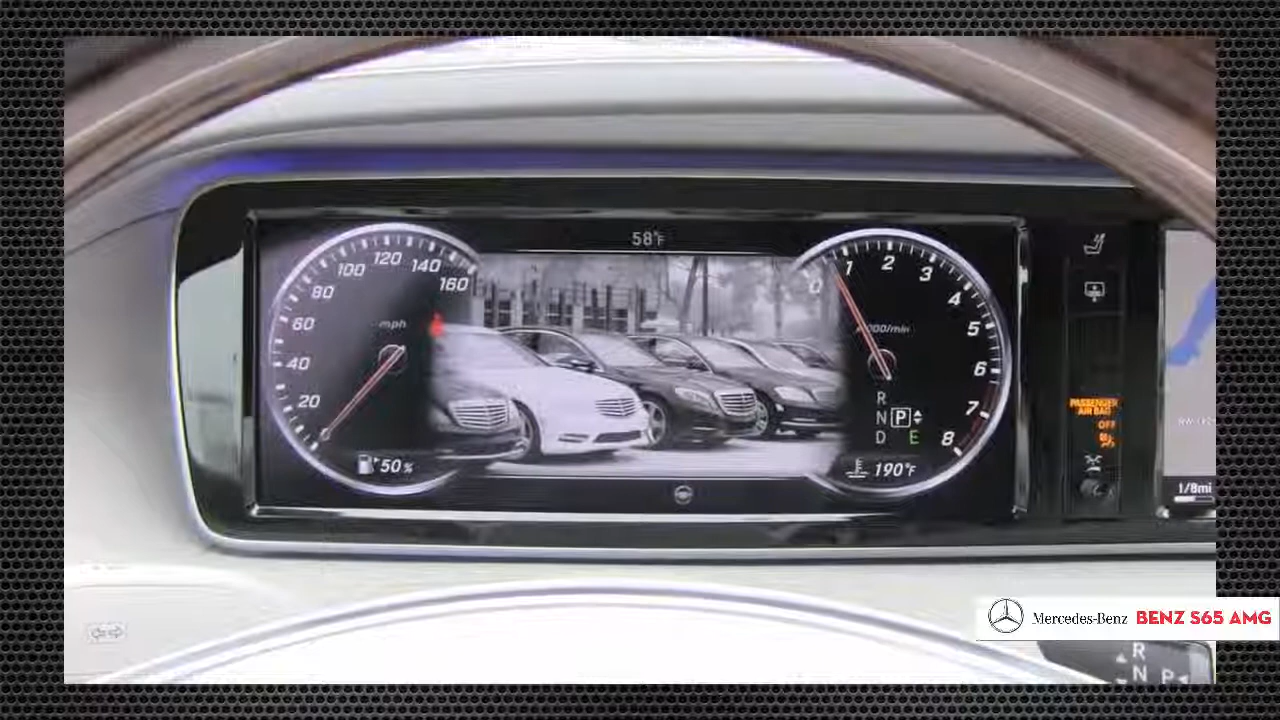 58°F
20
40
60
80
100
120
140
160
mph
50%
0
1
2
3
4
5
6
7
8
x1000/min
R
N P
D E
190°F
PASSENGER
AIR BAG
OFF
1/8mi
Mercedes-Benz BENZ S65 AMG
R
N P